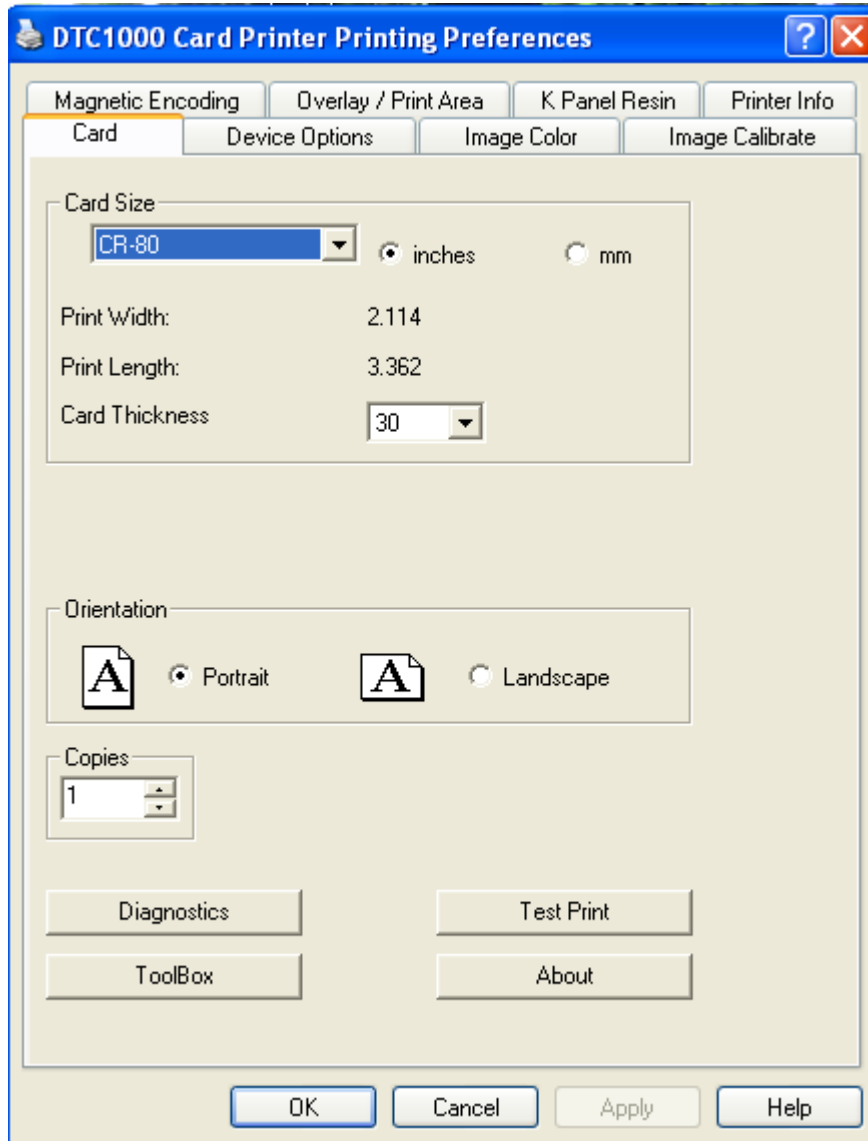 DTC1000 Card Printer Printing Preferences
Magnetic Encoding Overlay / Print Area K Panel Resin Printer Info
Card Device Options Image Color Image Calibrate
Card Size
CR-80 inches mm
Print Width: 2.114
Print Length: 3.362
Card Thickness 30
Orientation
A Portrait A Landscape
Copies
1
Diagnostics Test Print
ToolBox About
OK Cancel Apply Help